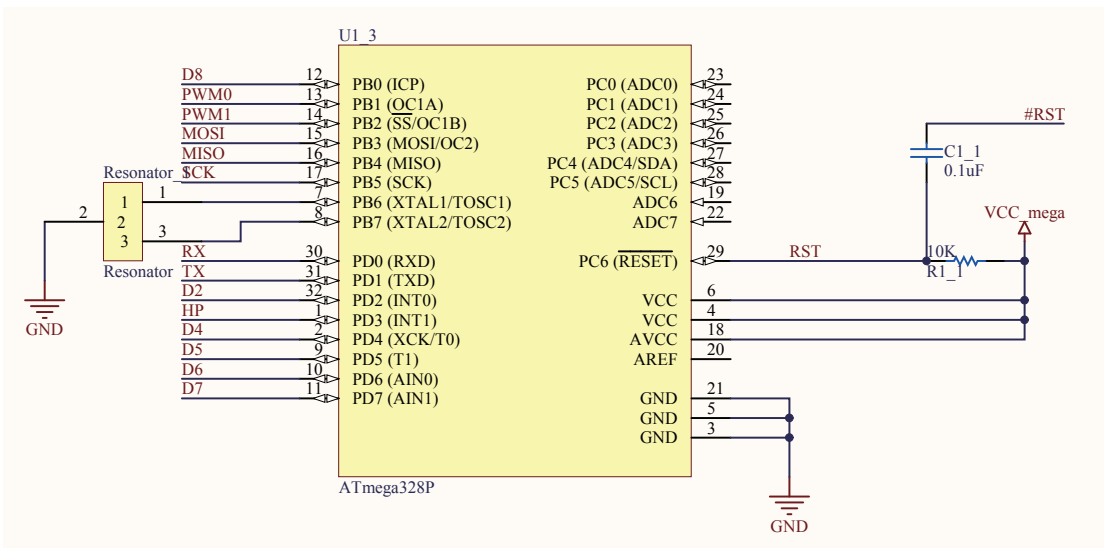 U1_3
D8 12 PB0 (ICP) PC0 (ADC0) 23
PWM0 13 PB1 (OC1A) PC1 (ADC1) 24
PWM1 14 PB2 (SS/OC1B) PC2 (ADC2) 25
MOSI 15 PB3 (MOSI/OC2) PC3 (ADC3) 26
MISO 16 PB4 (MISO) PC4 (ADC4/SDA) 27
SCK 17 PB5 (SCK) PC5 (ADC5/SCL) 28
7 PB6 (XTAL1/TOSC1) ADC6 19
8 PB7 (XTAL2/TOSC2) ADC7 22
RX 30 PD0 (RXD) PC6 (RESET) 29 RST
TX 31 PD1 (TXD)
D2 32 PD2 (INT0) VCC 6
HP 1 PD3 (INT1) VCC 4
D4 2 PD4 (XCK/T0) AVCC 18
D5 9 PD5 (T1) AREF 20
D6 10 PD6 (AIN0)
D7 11 PD7 (AIN1) GND 21
GND 5
GND 3
ATmega328P
Resonator_1
1 1
2 2
3 3
Resonator
GND
#RST
C1_1
0.1uF
VCC_mega
10K
R1_1
GND